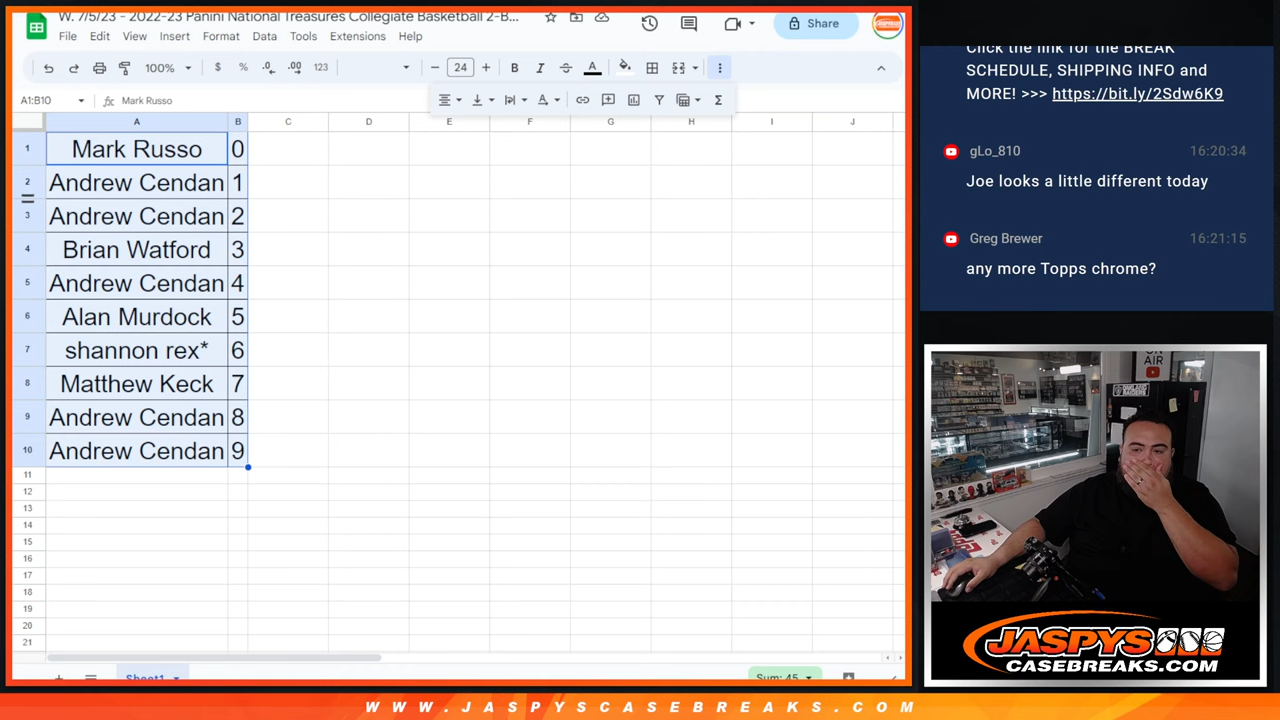 W. 7/5/23 - 2022-23 Panini National Treasures Collegiate Basketball 2-B...
File Edit View Insert Format Data Tools Extensions Help
Share
100% $ % .0 .00 123 24 B I A
A1:B10 fx Mark Russo
A B C D E F G H I J
1 Mark Russo 0
2 Andrew Cendan 1
3 Andrew Cendan 2
4 Brian Watford 3
5 Andrew Cendan 4
6 Alan Murdock 5
7 shannon rex* 6
8 Matthew Keck 7
9 Andrew Cendan 8
10 Andrew Cendan 9
11
12
13
14
15
16
17
18
19
20
21
Sheet1 Sum: 45
Click the link for the BREAK
SCHEDULE, SHIPPING INFO and
MORE! >>> https://bit.ly/2Sdw6K9
gLo_810 16:20:34
Joe looks a little different today
Greg Brewer 16:21:15
any more Topps chrome?
ON
AIR
JASPYS
CASEBREAKS.COM
WWW.JASPYSCASEBREAKS.COM